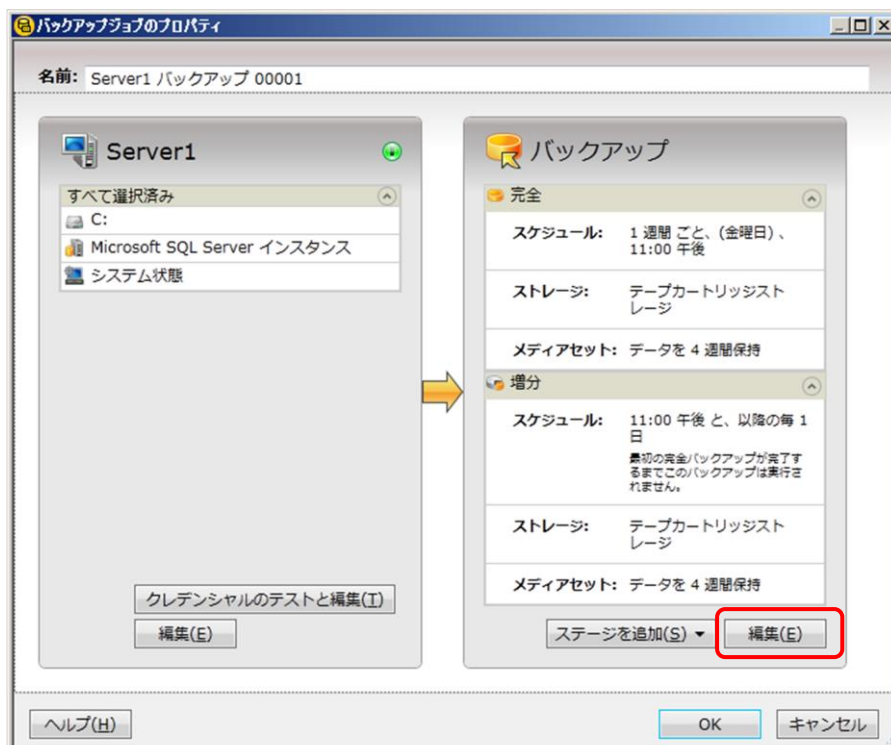 バックアップジョブのプロパティ
名前: Server1 バックアップ 00001
Server1
すべて選択済み
C:
Microsoft SQL Server インスタンス
システム状態
クレデンシャルのテストと編集(T)
編集(E)
バックアップ
完全
スケジュール: 1 週間 ごと、(金曜日) 、
11:00 午後
ストレージ: テープカートリッジスト
レージ
メディアセット: データを 4 週間保持
増分
スケジュール: 11:00 午後 と、以降の毎 1
日
最初の完全バックアップが完了す
るまでこのバックアップは実行さ
れません。
ストレージ: テープカートリッジスト
レージ
メディアセット: データを 4 週間保持
ステージを追加(S) 編集(E)
ヘルプ(H) OK キャンセル